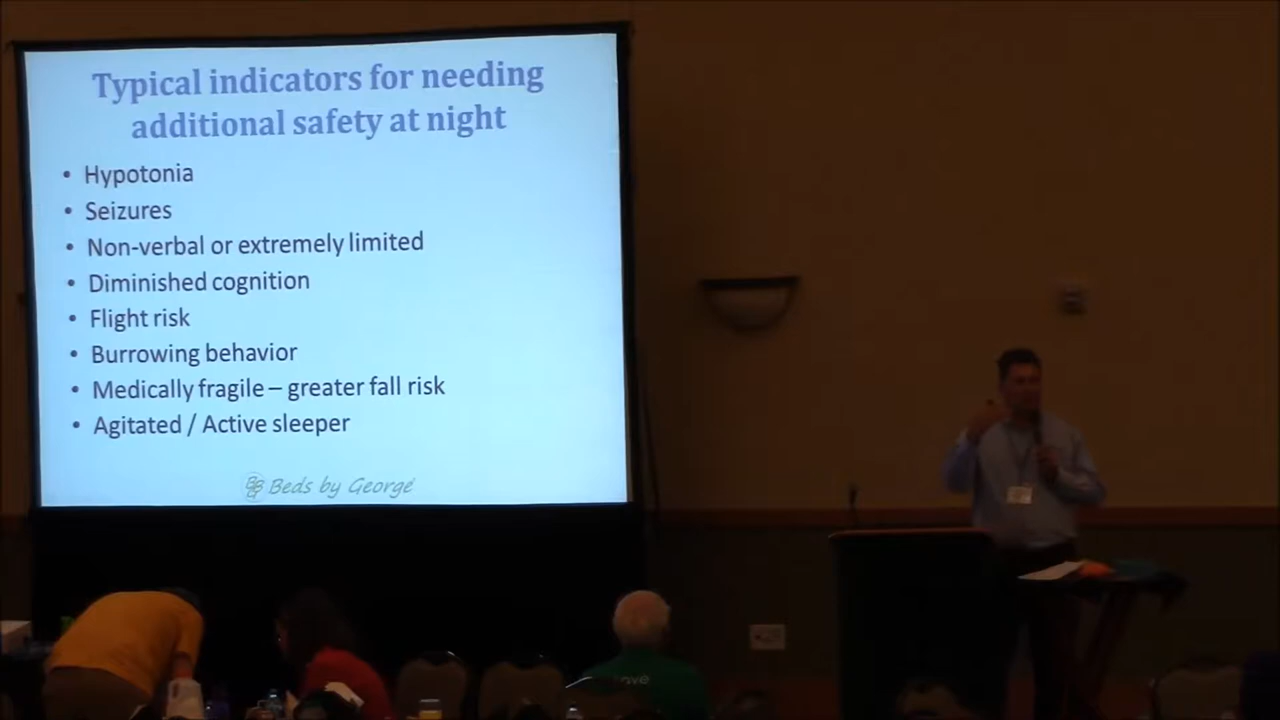 Typical indicators for needing
additional safety at night
• Hypotonia
• Seizures
• Non-verbal or extremely limited
• Diminished cognition
• Flight risk
• Burrowing behavior
• Medically fragile – greater fall risk
• Agitated / Active sleeper
Beds by George